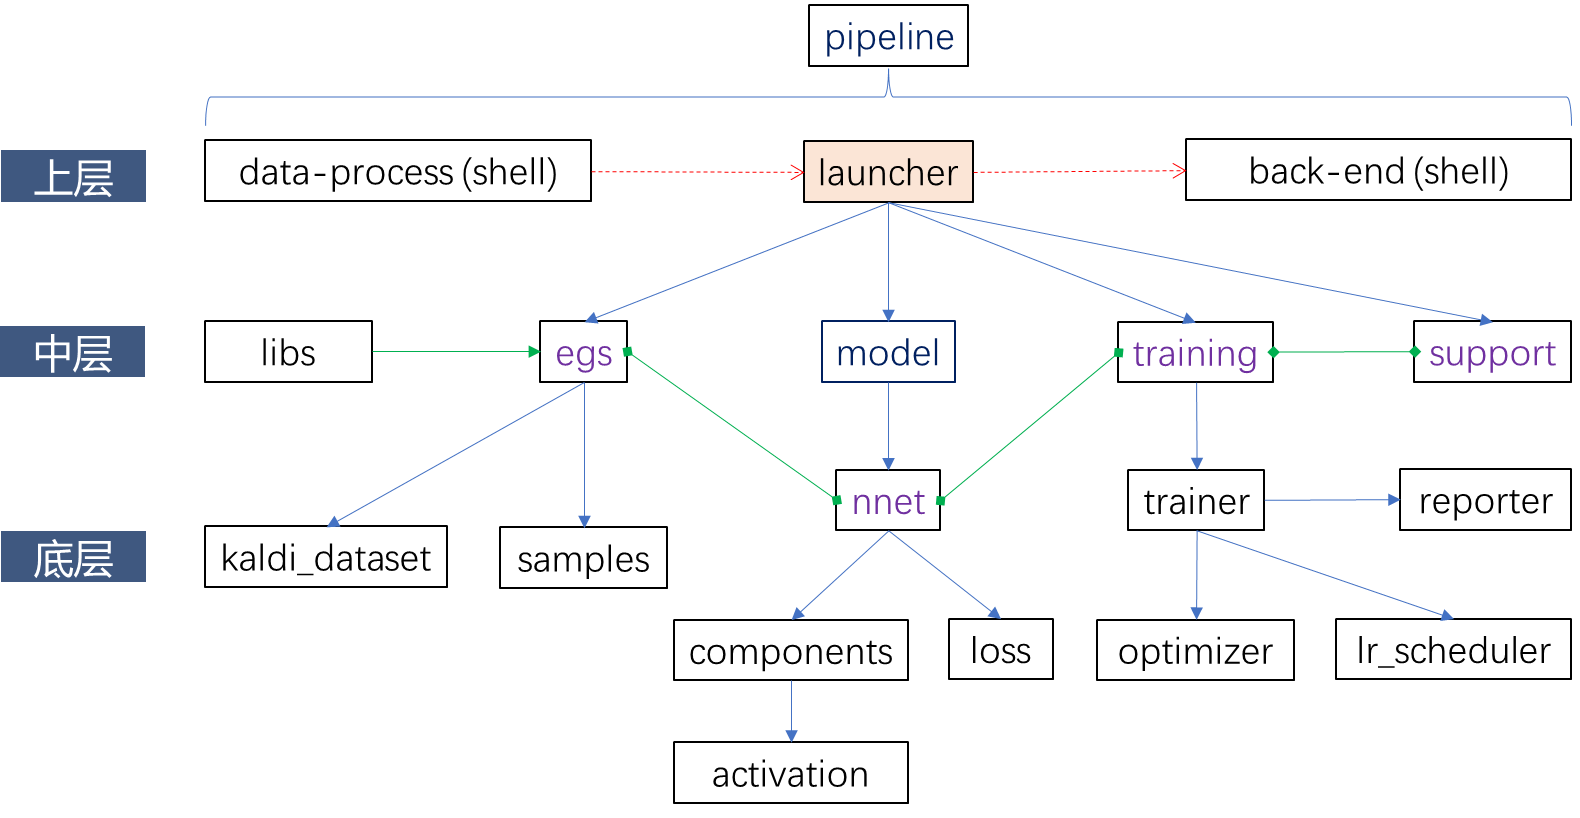 pipeline
上层
data-process (shell)
launcher
back-end (shell)
中层
libs
egs
model
training
support
底层
nnet
trainer
reporter
kaldi_dataset
samples
components
loss
optimizer
lr_scheduler
activation